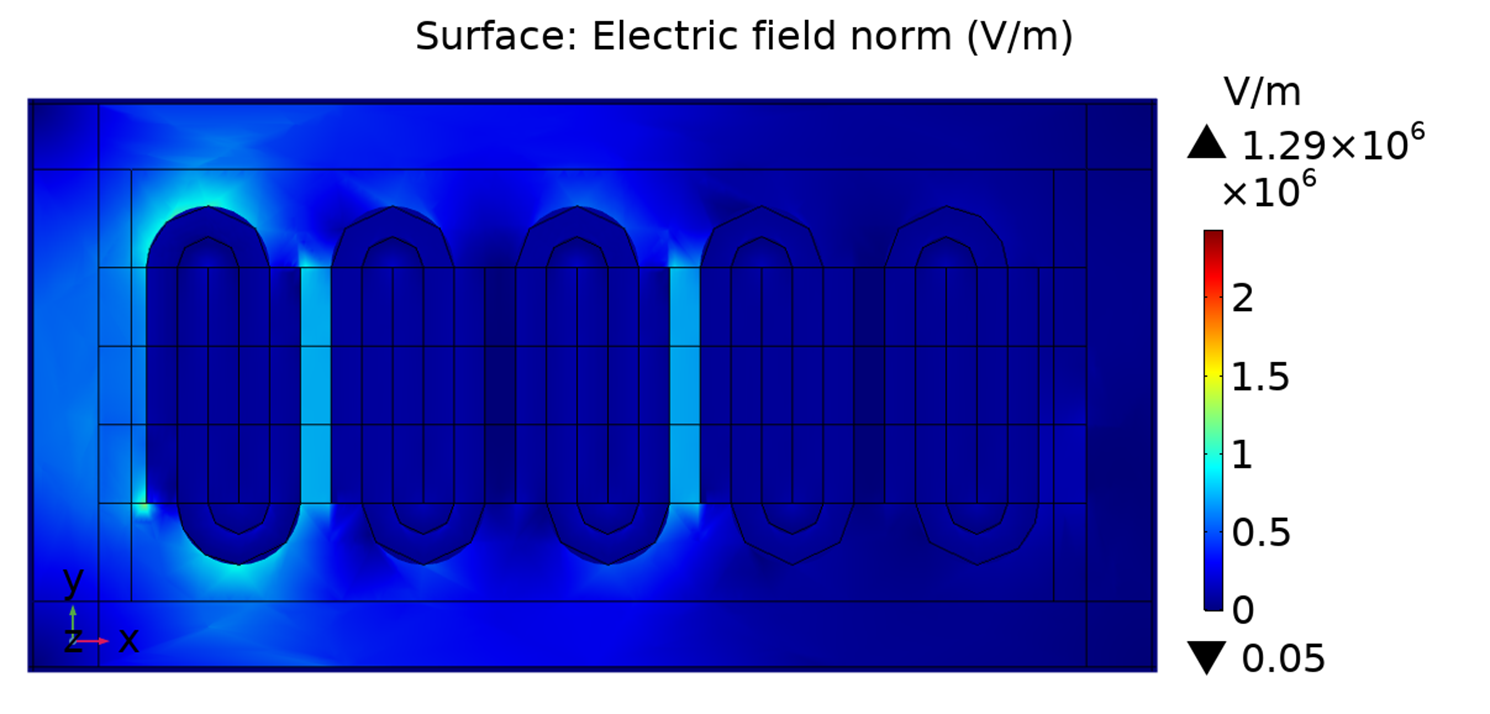 Surface: Electric field norm (V/m)
V/m
▲ 1.29×10⁶
×10⁶
2
1.5
1
0.5
0
▼ 0.05
y
z x